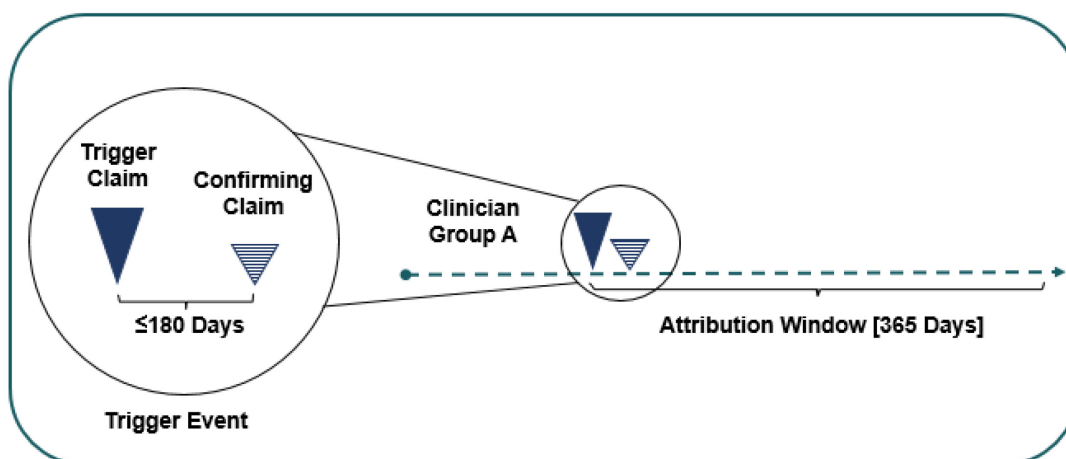 Trigger
Claim
Confirming
Claim
≤180 Days
Trigger Event
Clinician
Group A
Attribution Window [365 Days]